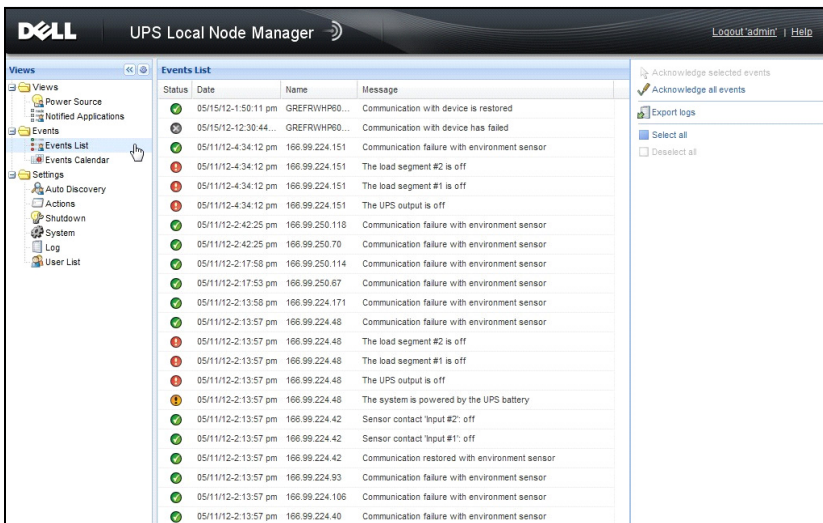 DELL UPS Local Node Manager Logout 'admin' | Help
Views
Views
Power Source
Notified Applications
Events
Events List
Events Calendar
Settings
Auto Discovery
Actions
Shutdown
System
Log
User List
Events List
Status Date Name Message
05/15/12-1:50:11 pm GREFRWHP60... Communication with device is restored
05/15/12-12:30:44... GREFRWHP60... Communication with device has failed
05/11/12-4:34:12 pm 166.99.224.151 Communication failure with environment sensor
05/11/12-4:34:12 pm 166.99.224.151 The load segment #2 is off
05/11/12-4:34:12 pm 166.99.224.151 The load segment #1 is off
05/11/12-4:34:12 pm 166.99.224.151 The UPS output is off
05/11/12-2:42:25 pm 166.99.250.118 Communication failure with environment sensor
05/11/12-2:42:25 pm 166.99.250.70 Communication failure with environment sensor
05/11/12-2:17:58 pm 166.99.250.114 Communication failure with environment sensor
05/11/12-2:17:53 pm 166.99.250.67 Communication failure with environment sensor
05/11/12-2:13:58 pm 166.99.224.171 Communication failure with environment sensor
05/11/12-2:13:57 pm 166.99.224.48 Communication failure with environment sensor
05/11/12-2:13:57 pm 166.99.224.48 The load segment #2 is off
05/11/12-2:13:57 pm 166.99.224.48 The load segment #1 is off
05/11/12-2:13:57 pm 166.99.224.48 The UPS output is off
05/11/12-2:13:57 pm 166.99.224.48 The system is powered by the UPS battery
05/11/12-2:13:57 pm 166.99.224.42 Sensor contact 'Input #2': off
05/11/12-2:13:57 pm 166.99.224.42 Sensor contact 'Input #1': off
05/11/12-2:13:57 pm 166.99.224.42 Communication restored with environment sensor
05/11/12-2:13:57 pm 166.99.224.93 Communication failure with environment sensor
05/11/12-2:13:57 pm 166.99.224.106 Communication failure with environment sensor
05/11/12-2:13:57 pm 166.99.224.40 Communication failure with environment sensor
Acknowledge selected events
Acknowledge all events
Export logs
Select all
Deselect all